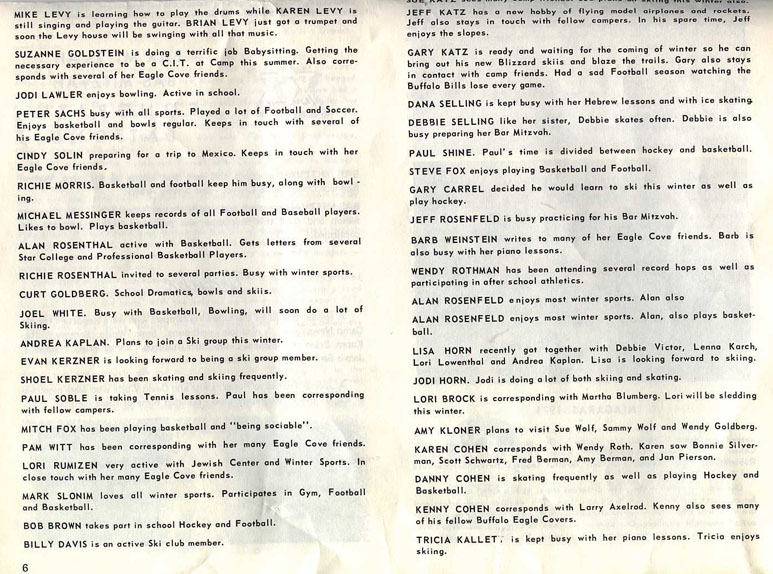 MIKE LEVY is learning how to play the drums while KAREN LEVY is
still singing and playing the guitar. BRIAN LEVY just got a trumpet and
soon the Levy house will be swinging with all that music.
SUZANNE GOLDSTEIN is doing a terrific job Babysitting. Getting the
necessary experience to be a C.I.T. at Camp this summer. Also corre-
sponds with several of her Eagle Cove friends.
JODI LAWLER enjoys bowling. Active in school.
PETER SACHS busy with all sports. Played a lot of Football and Soccer.
Enjoys basketball and bowls regular. Keeps in touch with several of
his Eagle Cove friends.
CINDY SOLIN preparing for a trip to Mexico. Keeps in touch with her
Eagle Cove friends.
RICHIE MORRIS. Basketball and football keep him busy, along with bowl -
ing.
MICHAEL MESSINGER keeps records of all Football and Baseball players.
Likes to bowl. Plays basketball.
ALAN ROSENTHAL active with Basketball. Gets letters from several
Star College and Professional Basketball Players.
RICHIE ROSENTHAL invited to several parties. Busy with winter sports.
CURT GOLDBERG. School Dramatics, bowls and skiis.
JOEL WHITE. Busy with Basketball, Bowling, will soon do a lot of
Skiing.
ANDREA KAPLAN. Plans to join a Ski group this winter.
EVAN KERZNER is looking forward to being a ski group member.
SHOEL KERZNER has been skating and skiing frequently.
PAUL SOBLE is taking Tennis lessons. Paul has been corresponding
with fellow campers.
MITCH FOX has been playing basketball and "being sociable".
PAM WITT has been corresponding with her many Eagle Cove friends.
LORI RUMIZEN very active with Jewish Center and Winter Sports. In
close touch with her many Eagle Cove friends.
MARK SLONIM loves all winter sports. Participates in Gym, Football
and Basketball.
BOB BROWN takes part in school Hockey and Football.
BILLY DAVIS is an active Ski club member.
6
JEFF KATZ has a new hobby of flying model airplanes and rockets.
Jeff also stays in touch with fellow campers. In his spare time, Jeff
enjoys the slopes.
GARY KATZ is ready and waiting for the coming of winter so he can
bring out his new Blizzard skiis and blaze the trails. Gary also stays
in contact with camp friends. Had a sad Football season watching the
Buffalo Bills lose every game.
DANA SELLING is kept busy with her Hebrew lessons and with ice skating.
DEBBIE SELLING like her sister, Debbie skates often. Debbie is also
busy preparing her Bar Mitzvah.
PAUL SHINE. Paul's time is divided between hockey and basketball.
STEVE FOX enjoys playing Basketball and Football.
GARY CARREL decided he would learn to ski this winter as well as
play hockey.
JEFF ROSENFELD is busy practicing for his Bar Mitzvah.
BARB WEINSTEIN writes to many of her Eagle Cove friends. Barb is
also busy with her piano lessons.
WENDY ROTHMAN has been attending several record hops as well as
participating in after school athletics.
ALAN ROSENFELD enjoys most winter sports. Alan also
ALAN ROSENFELD enjoys most winter sports. Alan, also plays basket-
ball.
LISA HORN recently got together with Debbie Victor, Lenna Karch,
Lori Lowenthal and Andrea Kaplan. Lisa is looking forward to skiing.
JODI HORN. Jodi is doing a lot of both skiing and skating.
LORI BROCK is corresponding with Martha Blumberg. Lori will be sledding
this winter.
AMY KLONER plans to visit Sue Wolf, Sammy Wolf and Wendy Goldberg.
KAREN COHEN corresponds with Wendy Roth. Karen saw Bonnie Silver-
man, Scott Schwartz, Fred Berman, Amy Berman, and Jan Pierson.
DANNY COHEN is skating frequently as well as playing Hockey and
Basketball.
KENNY COHEN corresponds with Larry Axelrod. Kenny also sees many
of his fellow Buffalo Eagle Covers.
TRICIA KALLET. is kept busy with her piano lessons. Tricia enjoys
skiing.